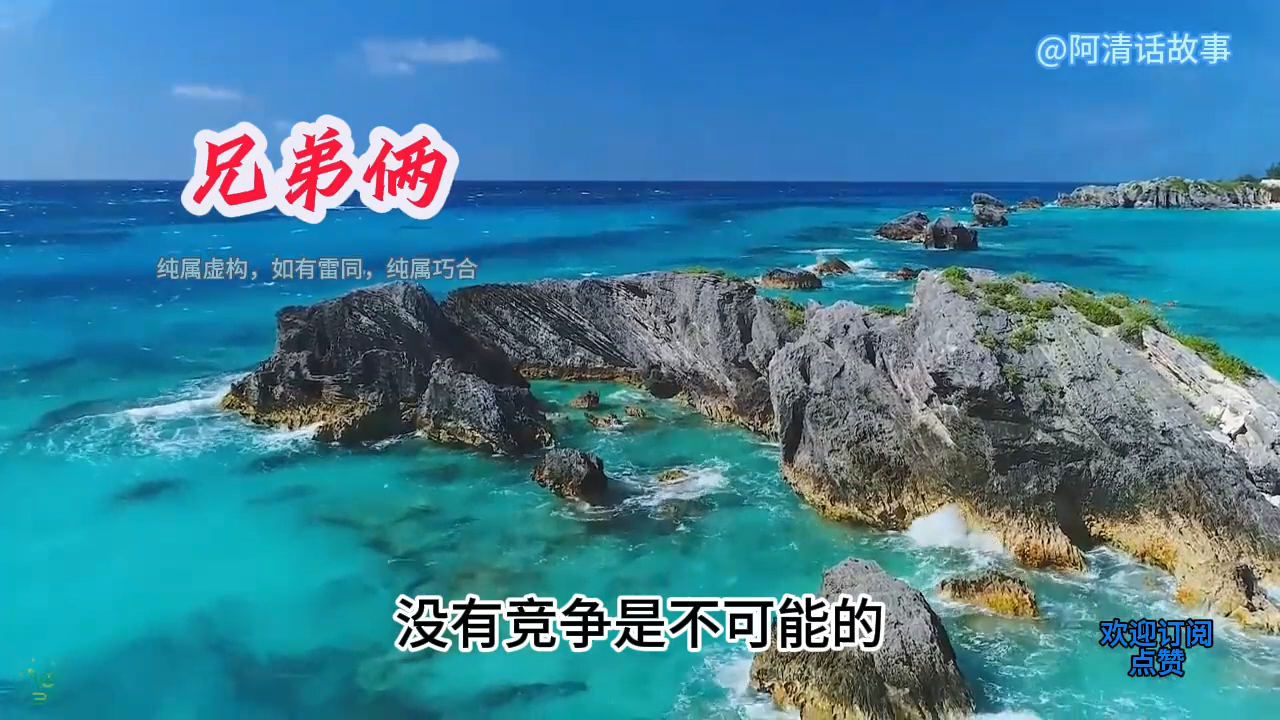 @阿清话故事
兄弟俩
纯属虚构，如有雷同，纯属巧合
没有竞争是不可能的
欢迎订阅
点赞